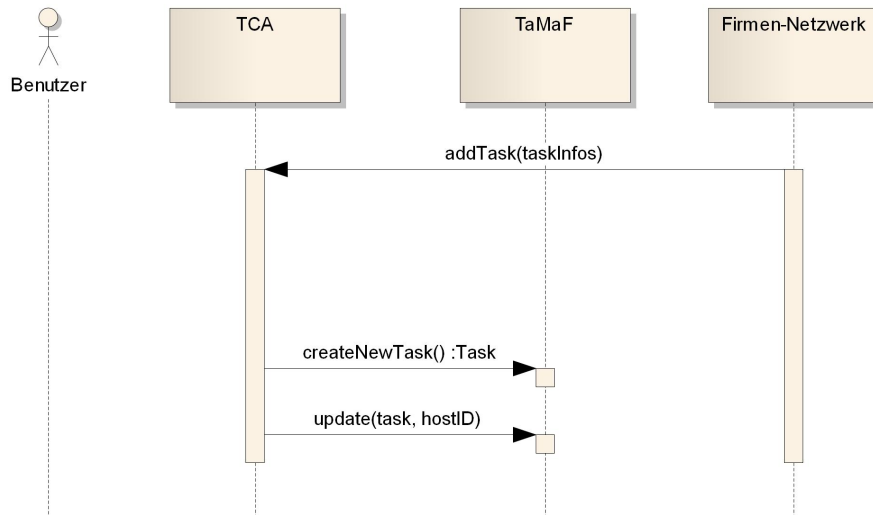 TCA
TaMaF
Firmen-Netzwerk
Benutzer
addTask(taskInfos)
createNewTask() :Task
update(task, hostID)